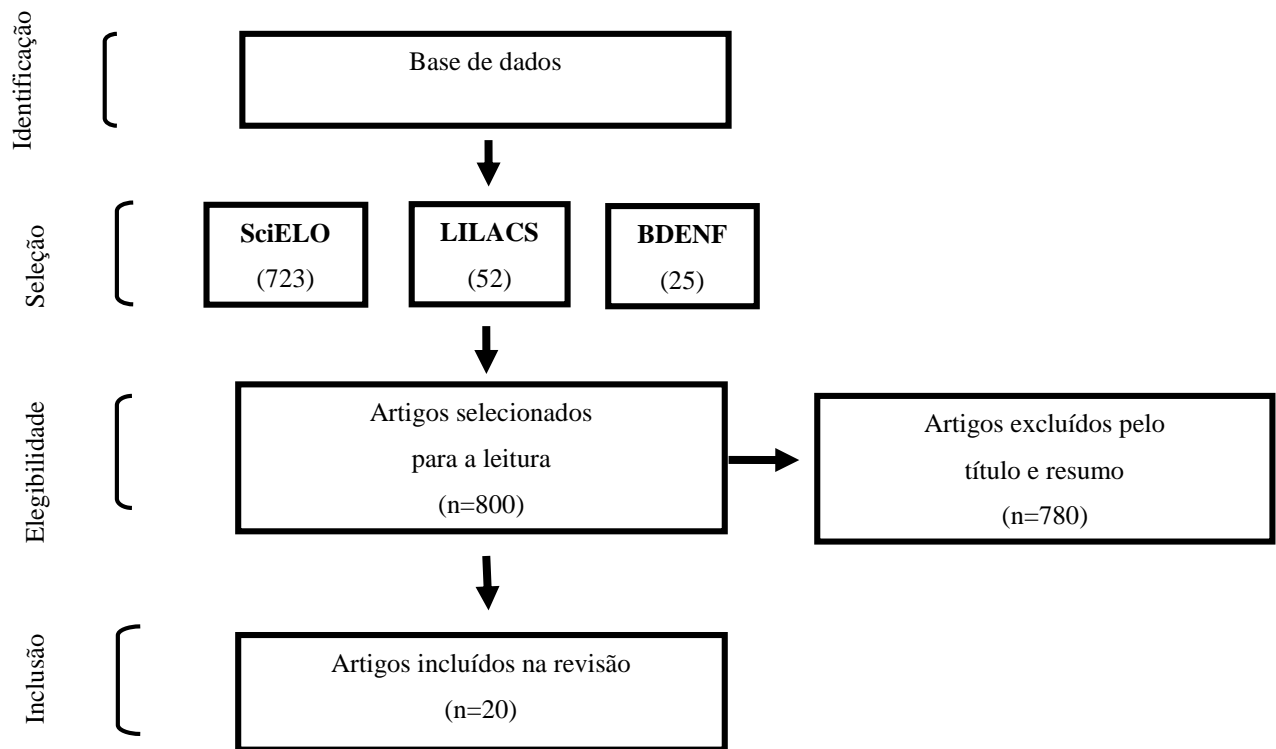 Identificação
Base de dados
Seleção
SciELO
(723)
LILACS
(52)
BDENF
(25)
Elegibilidade
Artigos selecionados
para a leitura
(n=800)
Artigos excluídos pelo
título e resumo
(n=780)
Inclusão
Artigos incluídos na revisão
(n=20)